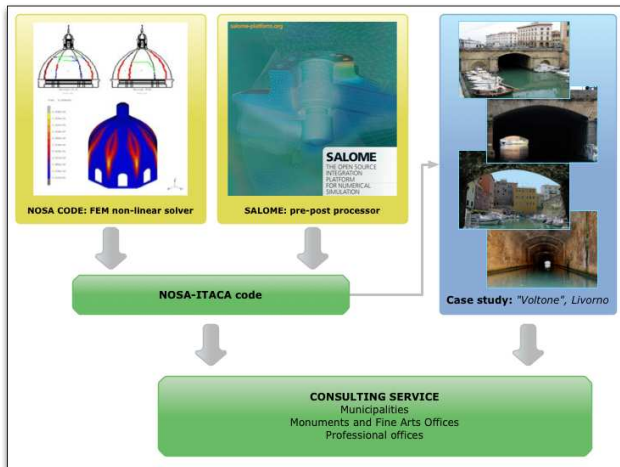 salome-platform.org
SALOME
THE OPEN SOURCE
INTEGRATION
PLATFORM
FOR NUMERICAL
SIMULATION
NOSA CODE: FEM non-linear solver
SALOME: pre-post processor
NOSA-ITACA code
Case study: "Voltone", Livorno
CONSULTING SERVICE
Municipalities
Monuments and Fine Arts Offices
Professional offices